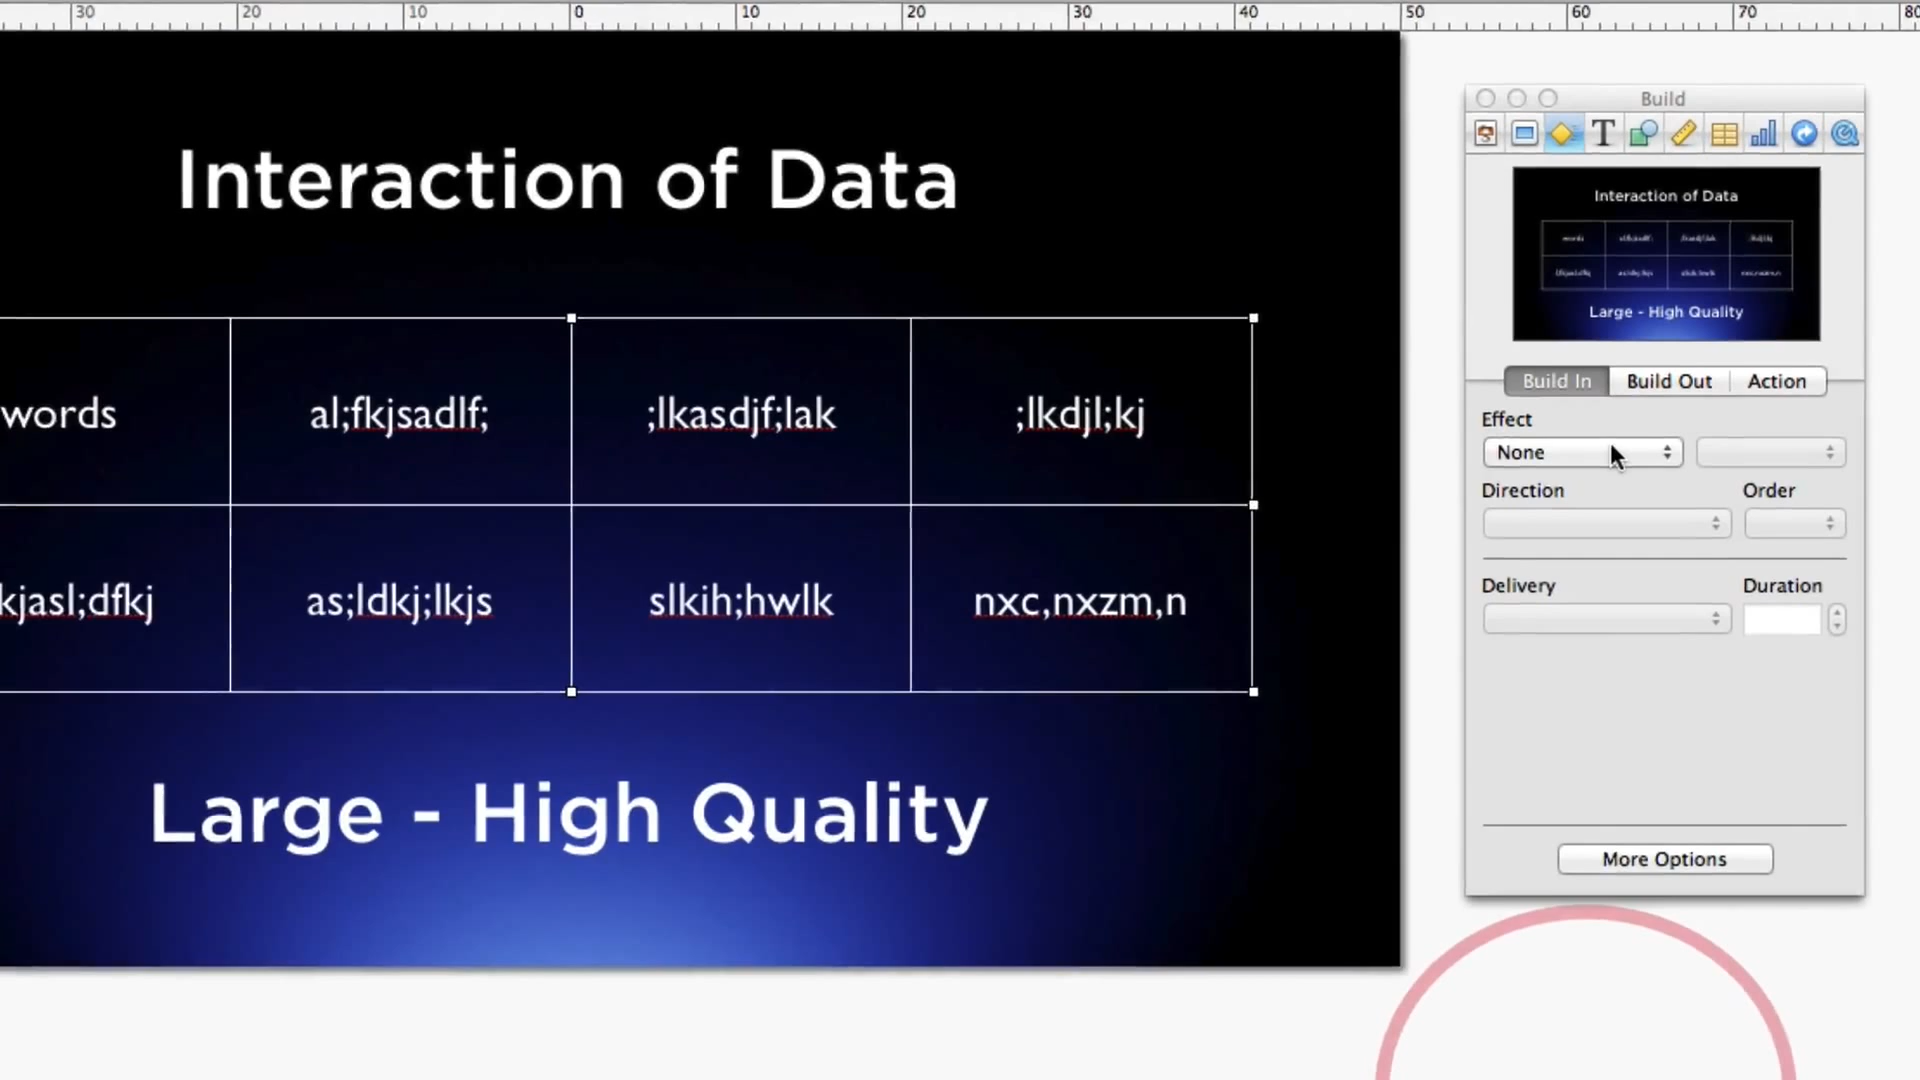 30 20 10 0 10 20 30 40 50 60 70 80
Build
Interaction of Data
words al;fkjsadlf; ;lkasdjf;lak ;lkdjl;kj
kjasl;dfkj as;ldkj;lkjs slkih;hwlk nxc,nxzm,n
Large - High Quality
Interaction of Data
words
Large - High Quality
Build In Build Out Action
Effect
None
Direction Order
Delivery Duration
More Options